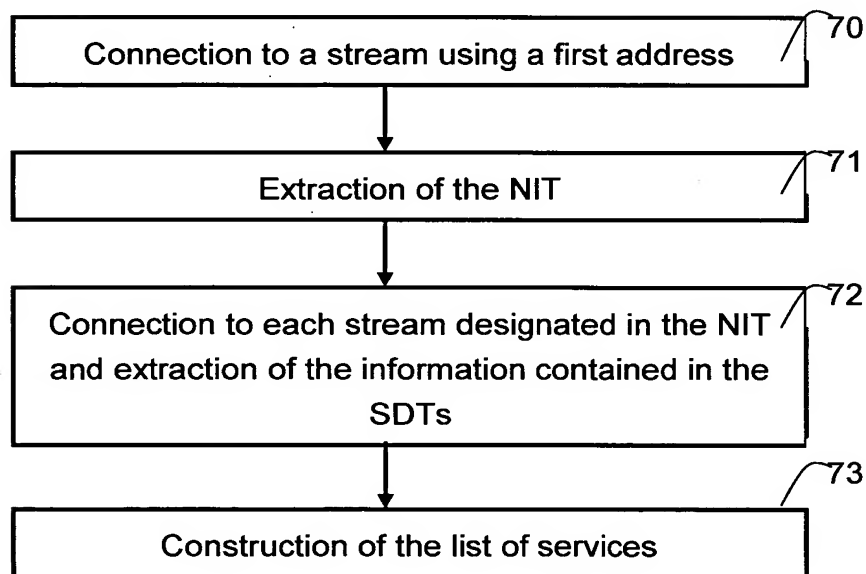 70
Connection to a stream using a first address
71
Extraction of the NIT
72
Connection to each stream designated in the NIT
and extraction of the information contained in the
SDTs
73
Construction of the list of services